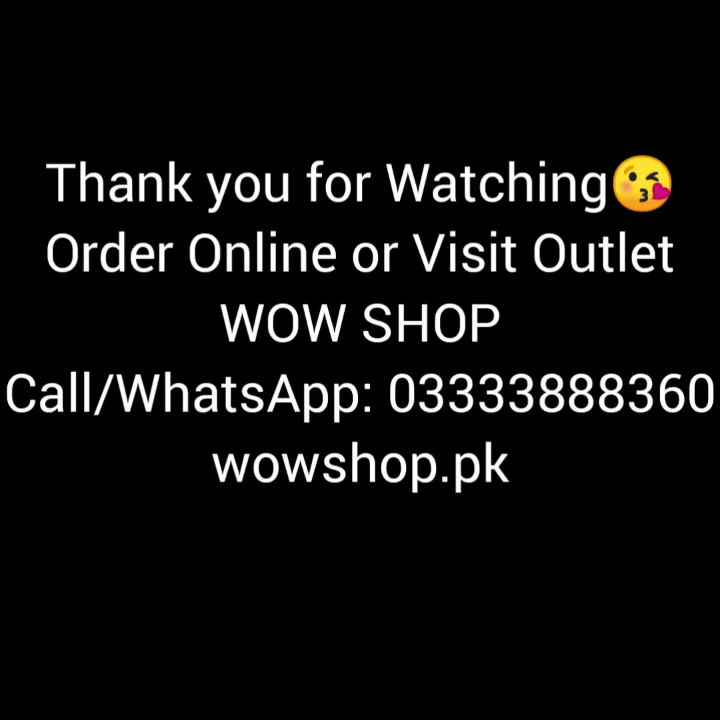 Thank you for Watching😘
Order Online or Visit Outlet
WOW SHOP
Call/WhatsApp: 03333888360
wowshop.pk